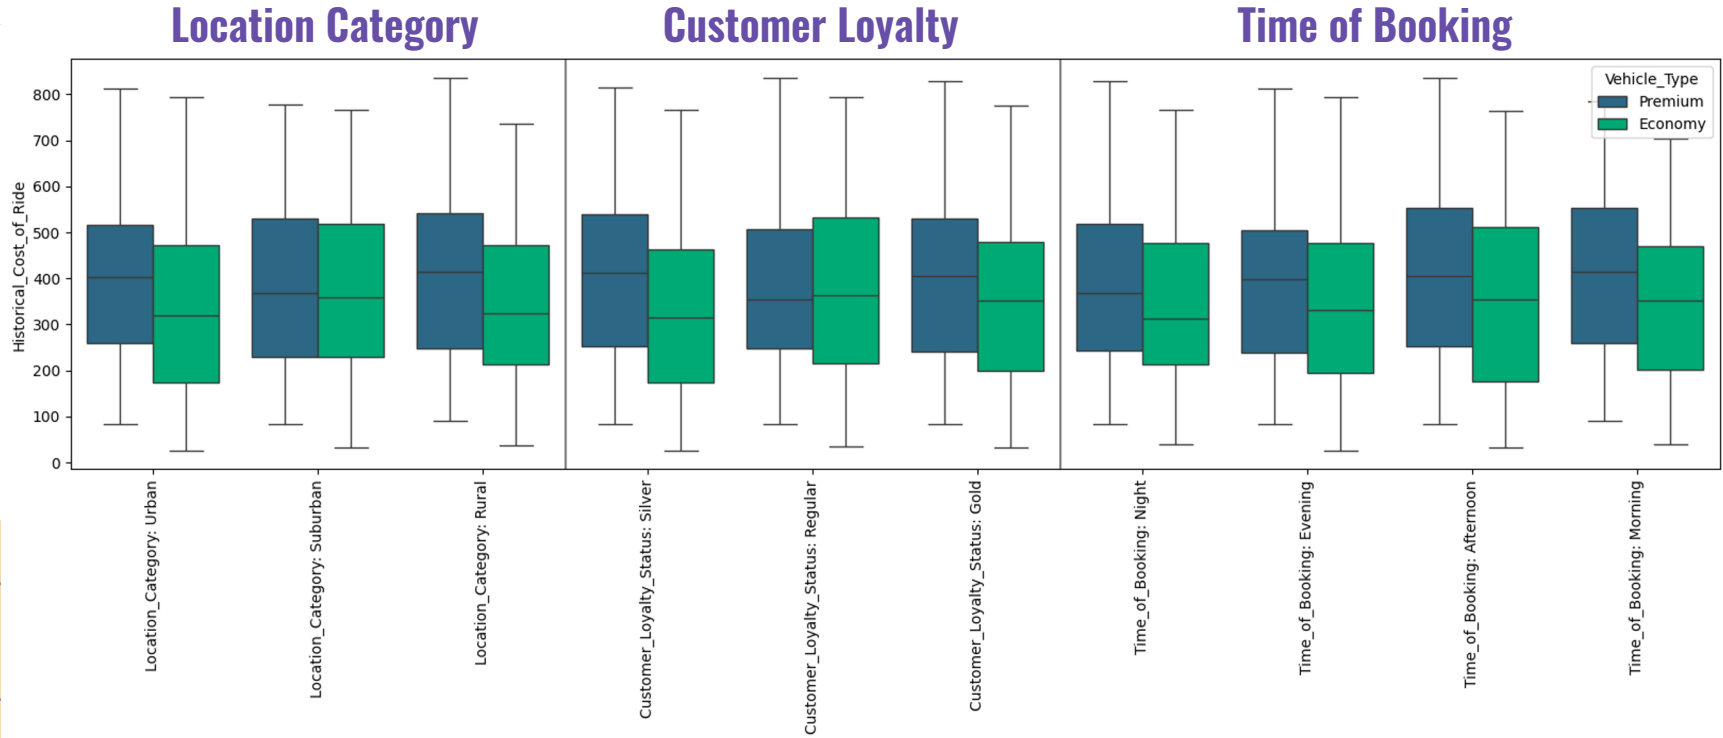 Location Category
Customer Loyalty
Time of Booking
Historical_Cost_of_Ride
800
700
600
500
400
300
200
100
0
Vehicle_Type
Premium
Economy
Location_Category: Urban
Location_Category: Suburban
Location_Category: Rural
Customer_Loyalty_Status: Silver
Customer_Loyalty_Status: Regular
Customer_Loyalty_Status: Gold
Time_of_Booking: Night
Time_of_Booking: Evening
Time_of_Booking: Afternoon
Time_of_Booking: Morning